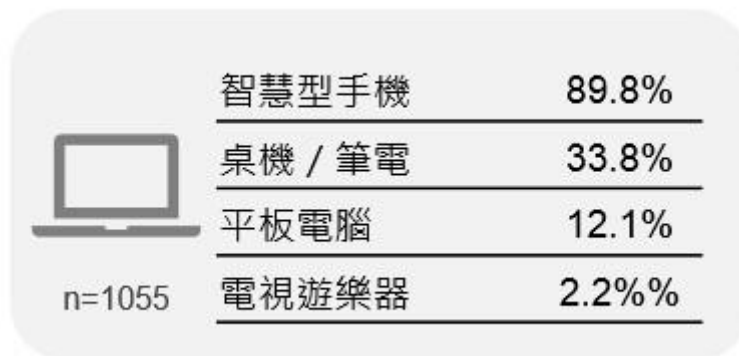 智慧型手機 89.8%
桌機 / 筆電 33.8%
平板電腦 12.1%
n=1055
電視遊樂器 2.2%%